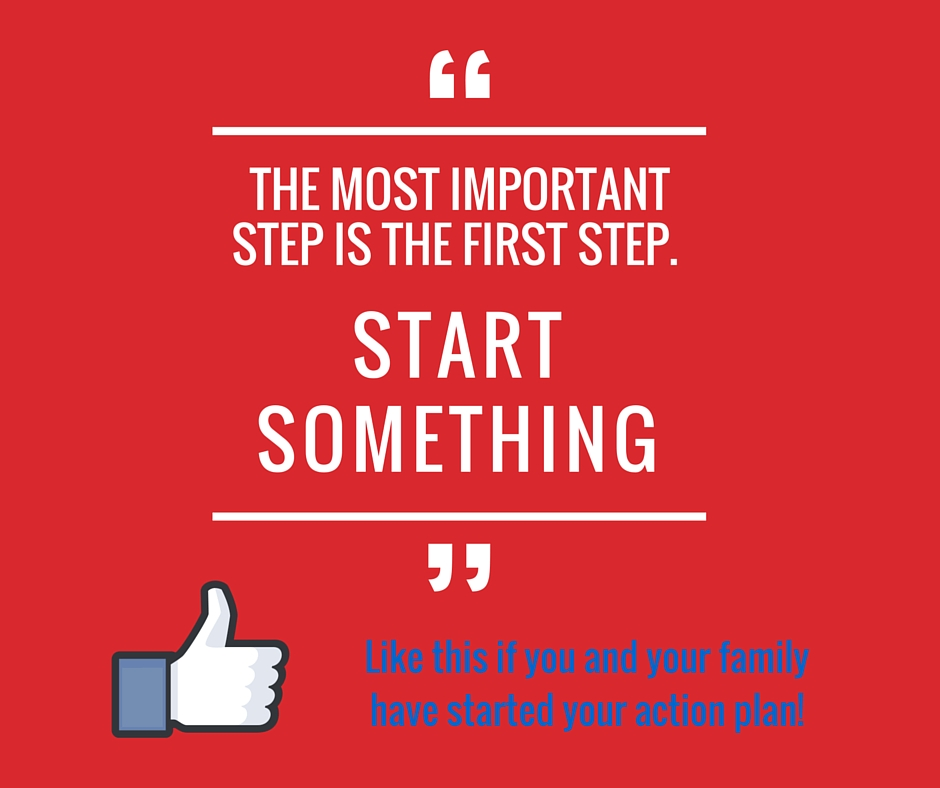 “
THE MOST IMPORTANT
STEP IS THE FIRST STEP.
START
SOMETHING
”
Like this if you and your family
have started your action plan!